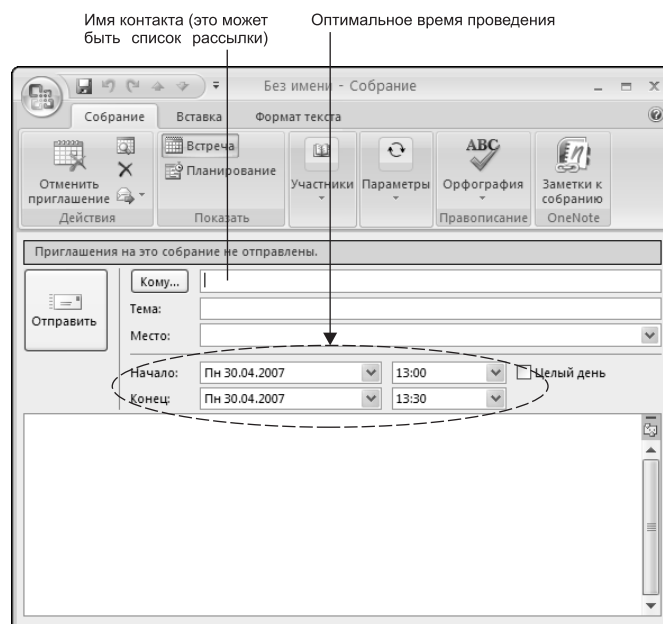 Имя контакта (это может
быть список рассылки)
Оптимальное время проведения
Без имени - Собрание
Собрание Вставка Формат текста
Отменить
приглашение
Действия
Встреча
Планирование
Показать
Участники
Параметры
ABC
Орфография
Правописание
Заметки к
собранию
OneNote
Приглашения на это собрание не отправлены.
Отправить
Кому...
Тема:
Место:
Начало: Пн 30.04.2007 13:00 Целый день
Конец: Пн 30.04.2007 13:30